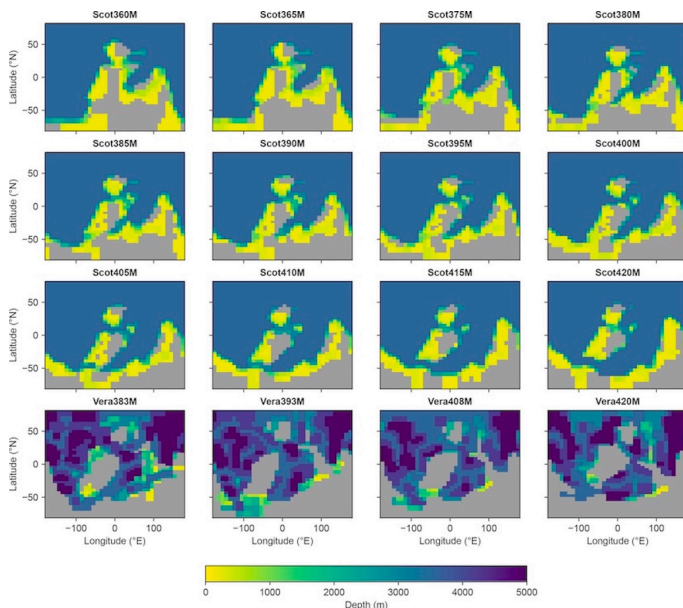 Scot360M Scot365M Scot375M Scot380M
Latitude (°N)
50
0
−50
Scot385M Scot390M Scot395M Scot400M
Latitude (°N)
50
0
−50
Scot405M Scot410M Scot415M Scot420M
Latitude (°N)
50
0
−50
Vera383M Vera393M Vera408M Vera420M
Latitude (°N)
50
0
−50
−100 0 100 −100 0 100 −100 0 100 −100 0 100
Longitude (°E) Longitude (°E) Longitude (°E) Longitude (°E)
0 1000 2000 3000 4000 5000
Depth (m)